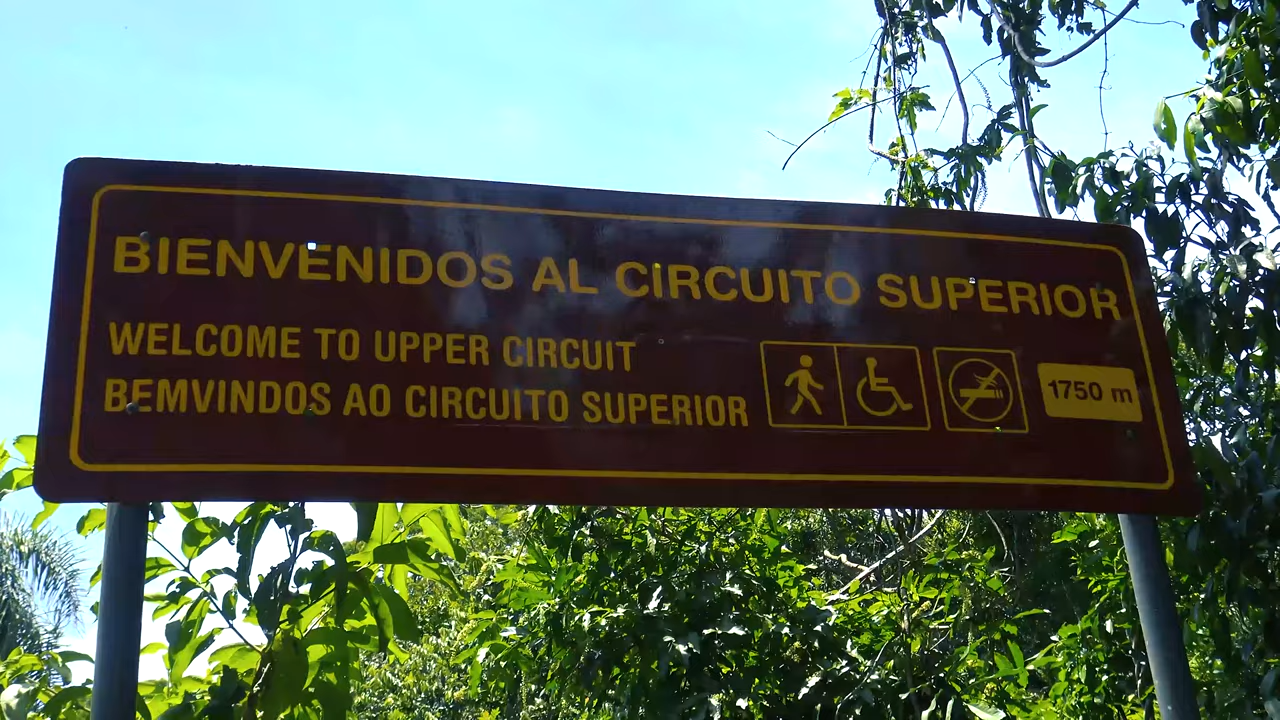 BIENVENIDOS AL CIRCUITO SUPERIOR
WELCOME TO UPPER CIRCUIT
BEMVINDOS AO CIRCUITO SUPERIOR
1750 m